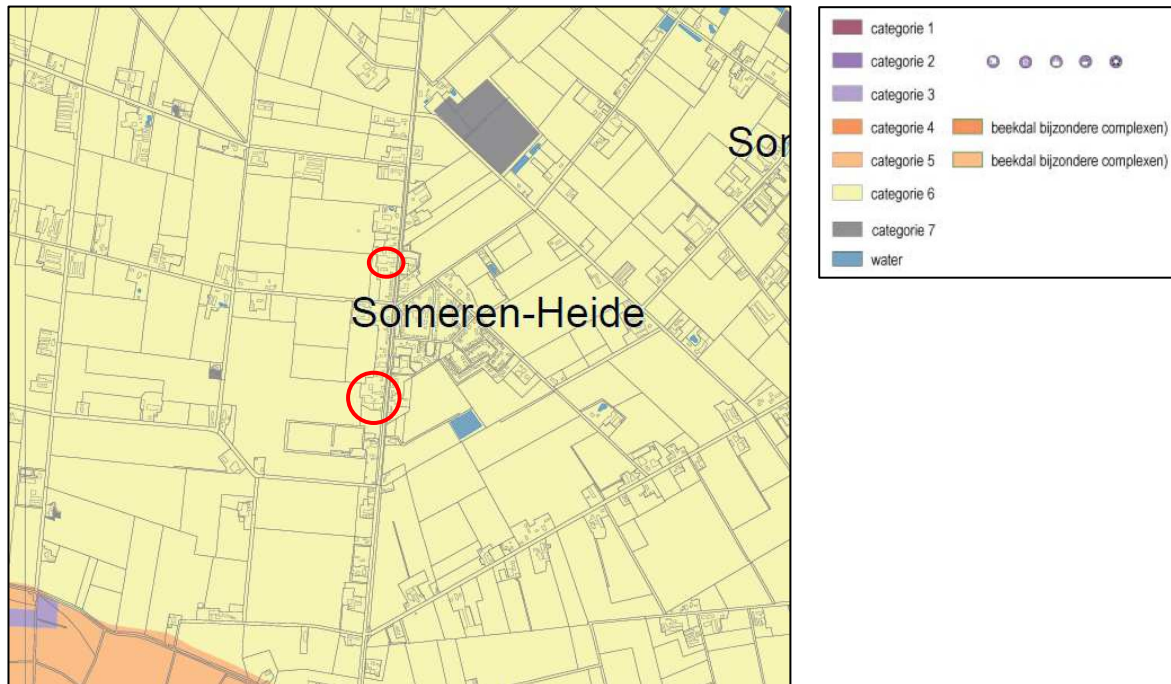 Som
Someren-Heide
categorie 1
categorie 2
categorie 3
categorie 4
beekdal bijzondere complexen)
categorie 5
beekdal bijzondere complexen)
categorie 6
categorie 7
water